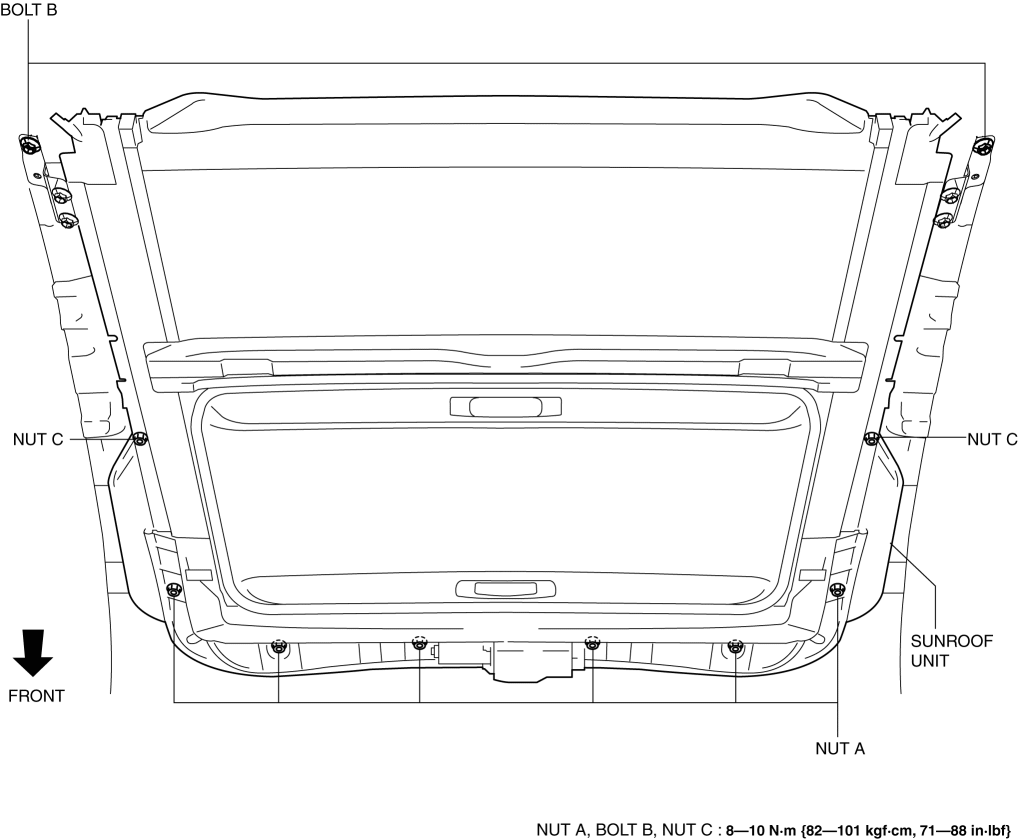 BOLT B
NUT C
NUT C
SUNROOF
UNIT
FRONT
NUT A
NUT A, BOLT B, NUT C : 8—10 N·m {82—101 kgf·cm, 71—88 in·lbf}